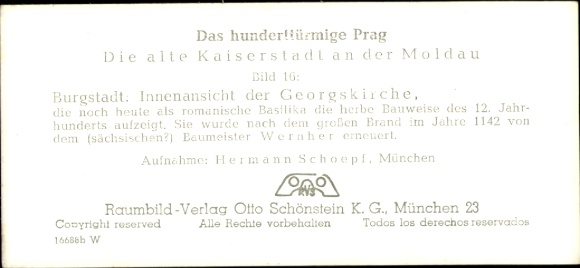 Das hunderttürmige Prag
Die alte Kaiserstadt an der Moldau
Bild 16:
Burgstadt: Innenansicht der Georgskirche,
die noch heute als romanische Basilika die herbe Bauweise des 12. Jahr-
hunderts aufzeigt. Sie wurde nach dem großen Brand im Jahre 1142 von
dem (sächsischen?) Baumeister Wernher erneuert.
Aufnahme: Hermann Schoepf, München
RVS
Raumbild-Verlag Otto Schönstein K. G., München 23
Copyright reserved Alle Rechte vorbehalten Todos los derechos reservados
16688b W